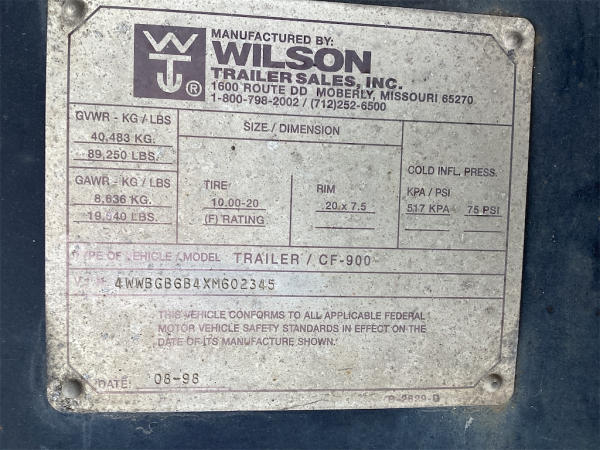 WT ®
MANUFACTURED BY:
WILSON
TRAILER SALES, INC.
1600 ROUTE DD MOBERLY, MISSOURI 65270
1-800-798-2002 / (712)252-6500
GVWR - KG / LBS
40,483 KG.
89,250 LBS.
GAWR - KG / LBS
8,636 KG.
19,040 LBS.
SIZE / DIMENSION
TIRE
10.00-20
(F) RATING
RIM
20 x 7.5
COLD INFL. PRESS.
KPA / PSI
517 KPA 75 PSI
TYPE OF VEHICLE / MODEL TRAILER / CF-900
4WWBGB6B4XM602345
THIS VEHICLE CONFORMS TO ALL APPLICABLE FEDERAL
MOTOR VEHICLE SAFETY STANDARDS IN EFFECT ON THE
DATE OF ITS MANUFACTURE SHOWN.
DATE: 08-98